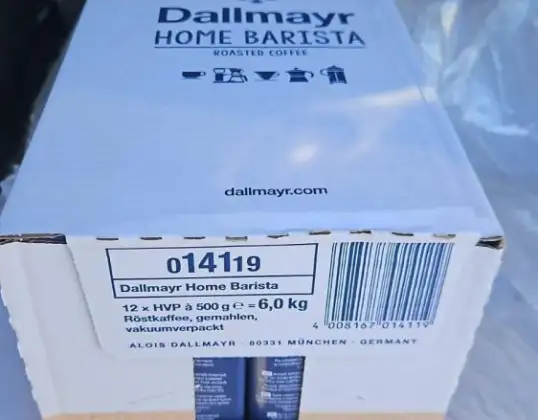 Dallmayr
HOME BARISTA
ROASTED COFFEE
dallmayr.com
014119
Dallmayr Home Barista
12 x HVP à 500 g ℮ = 6,0 kg
Röstkaffee, gemahlen,
vakuumverpackt
4 008167 014119
ALOIS DALLMAYR · 80331 MÜNCHEN · GERMANY